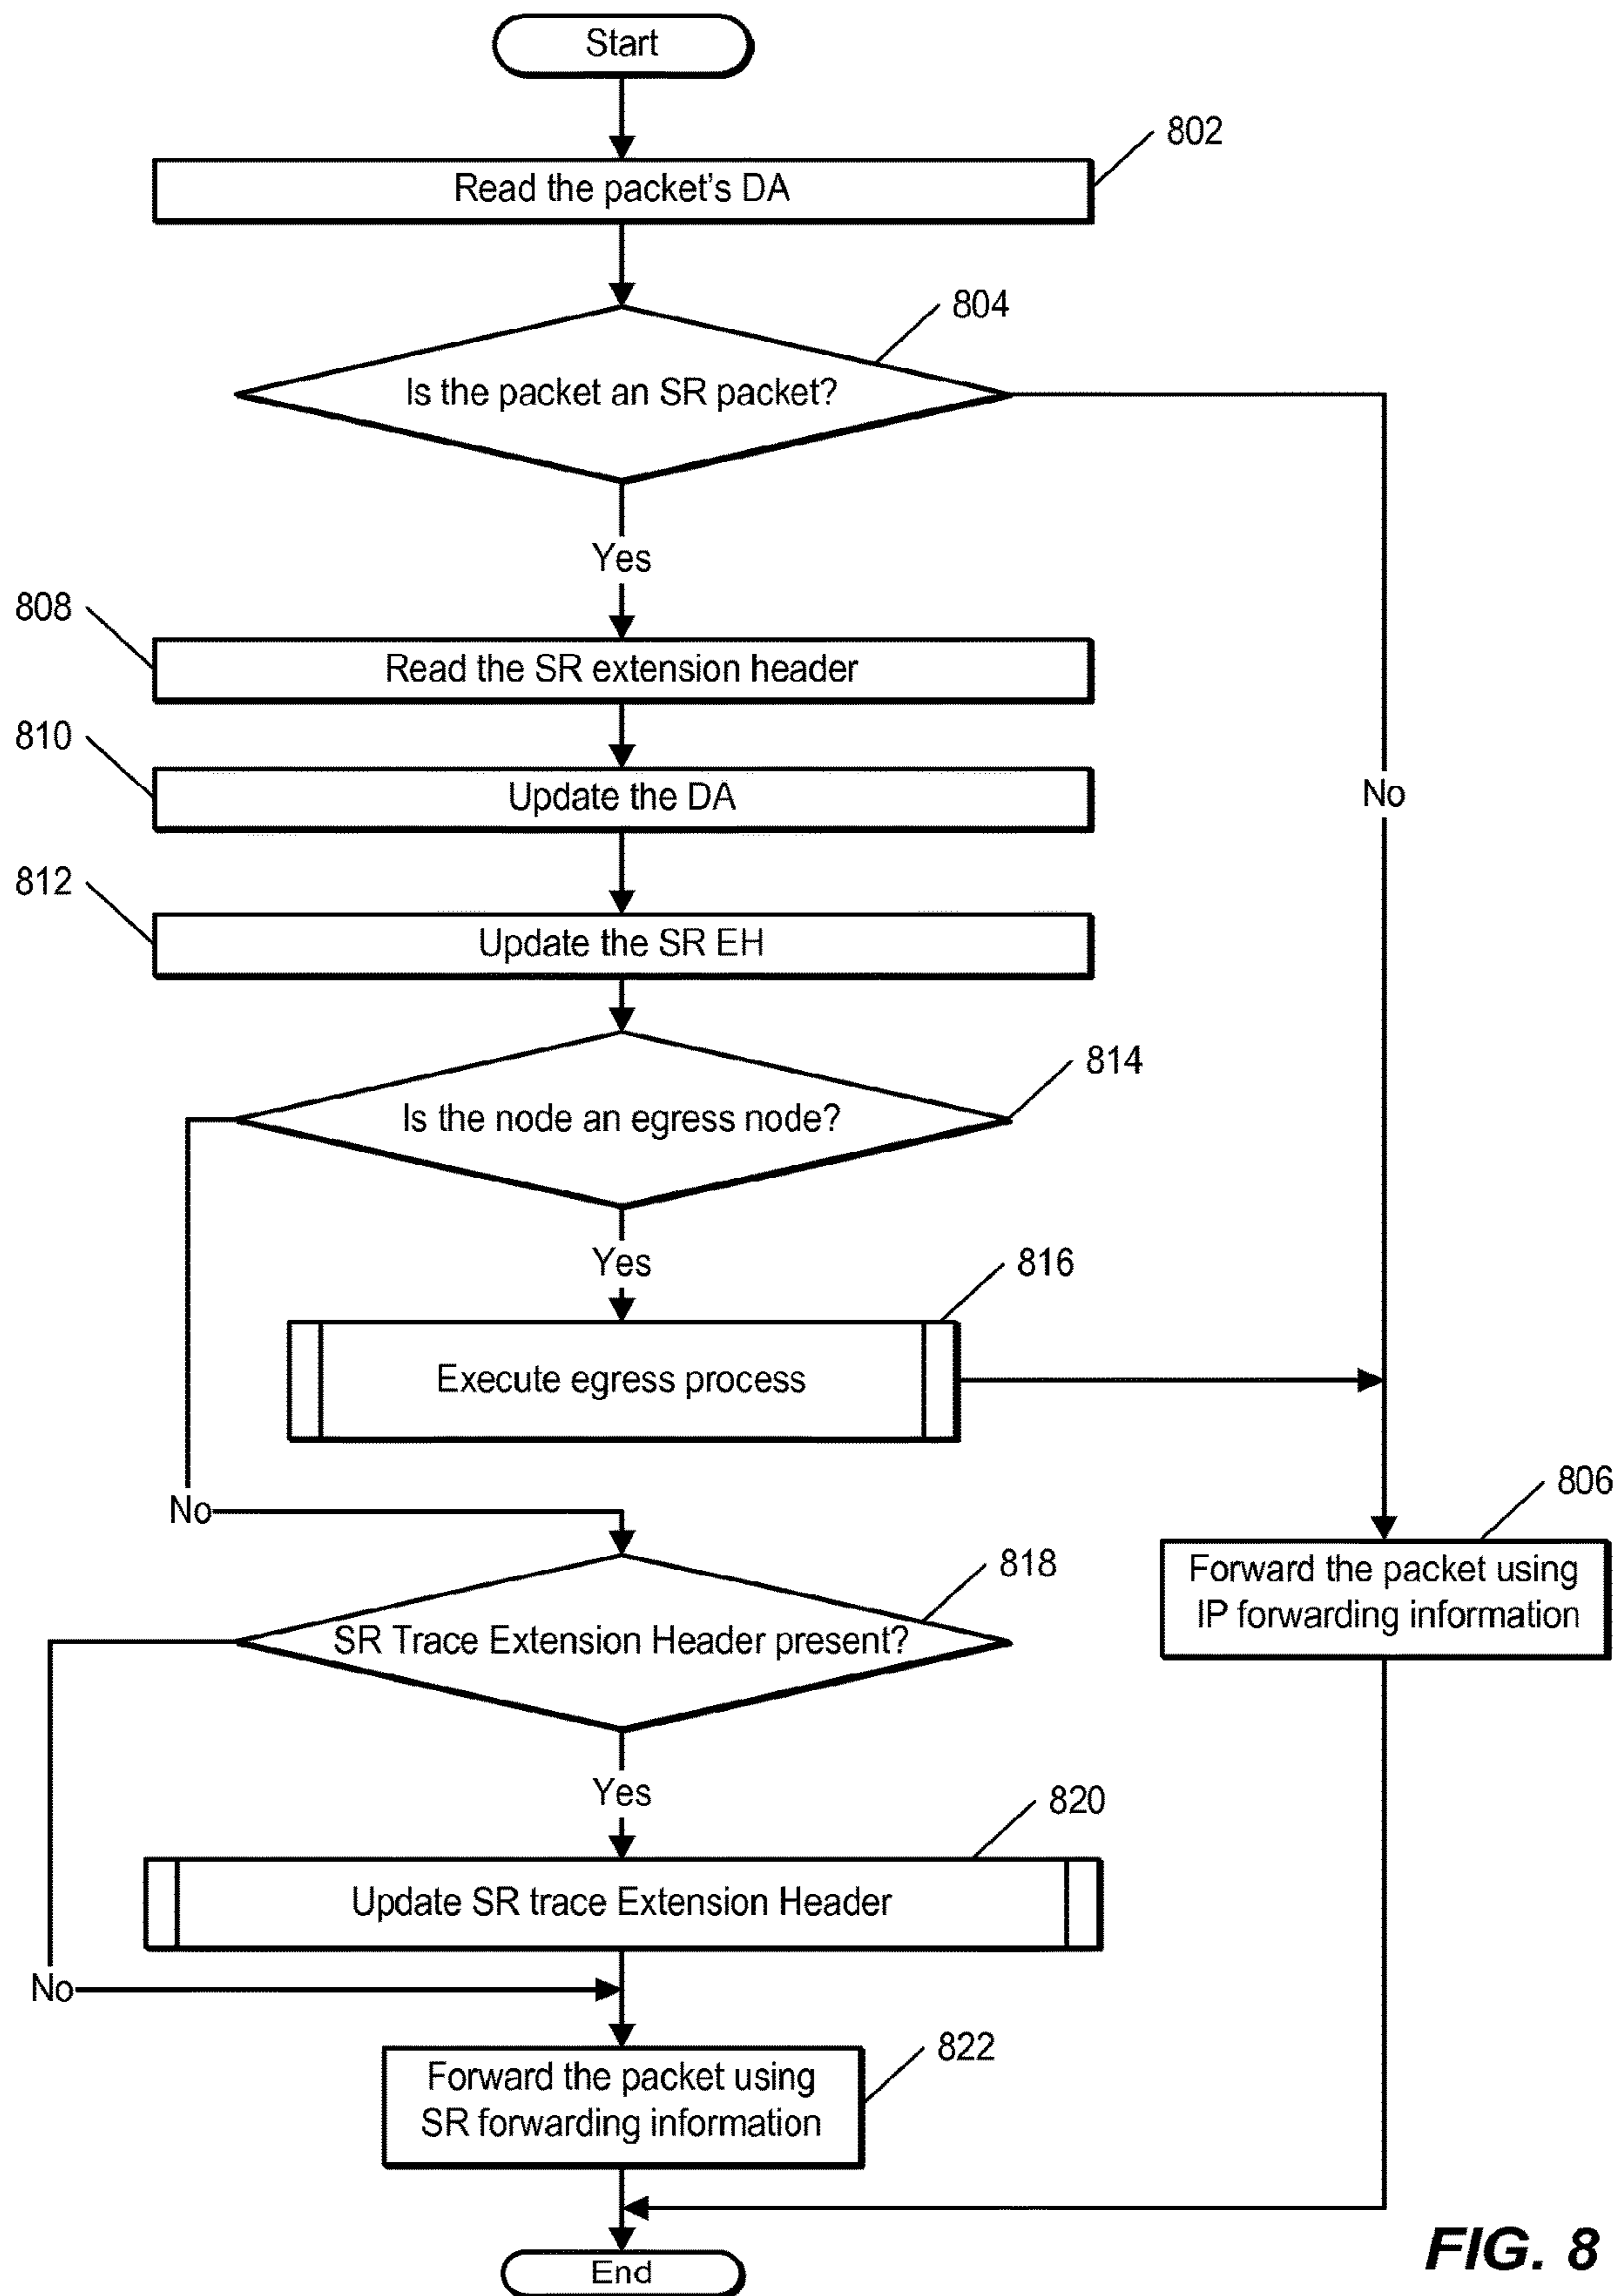 Start
802
Read the packet's DA
804
Is the packet an SR packet?
Yes
808
Read the SR extension header
810
Update the DA
No
812
Update the SR EH
814
Is the node an egress node?
Yes
816
Execute egress process
No
806
Forward the packet using
IP forwarding information
818
SR Trace Extension Header present?
Yes
820
Update SR trace Extension Header
No
822
Forward the packet using
SR forwarding information
End
FIG. 8